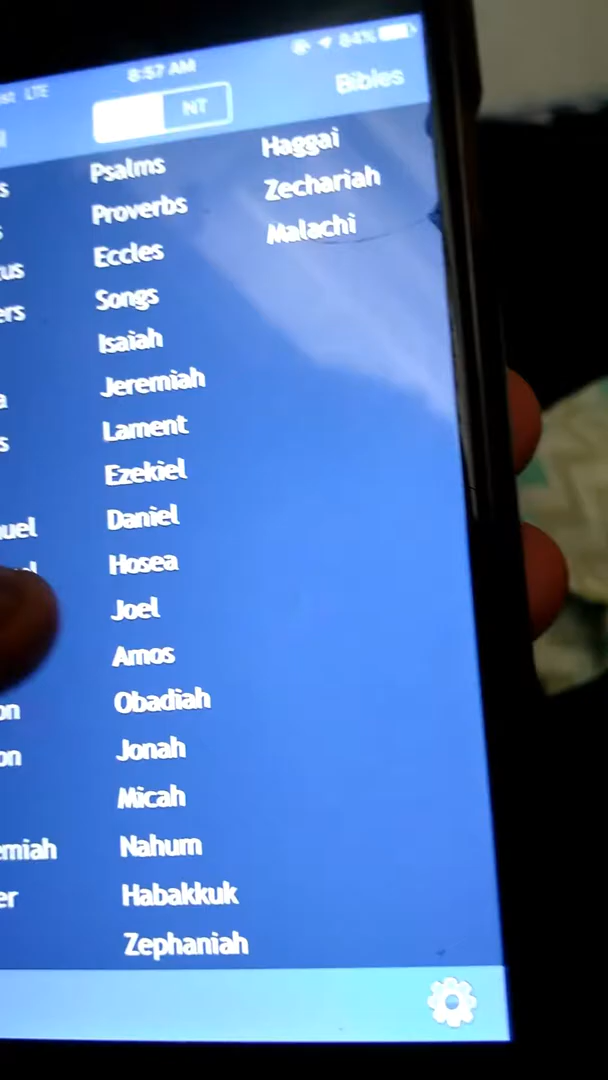 LTE 8:57 AM 84%
NT Bibles
Psalms Haggai
Proverbs Zechariah
Eccles Malachi
Songs
Isaiah
Jeremiah
Lament
Ezekiel
Daniel
Hosea
Joel
Amos
Obadiah
Jonah
Micah
Nahum
Habakkuk
Zephaniah